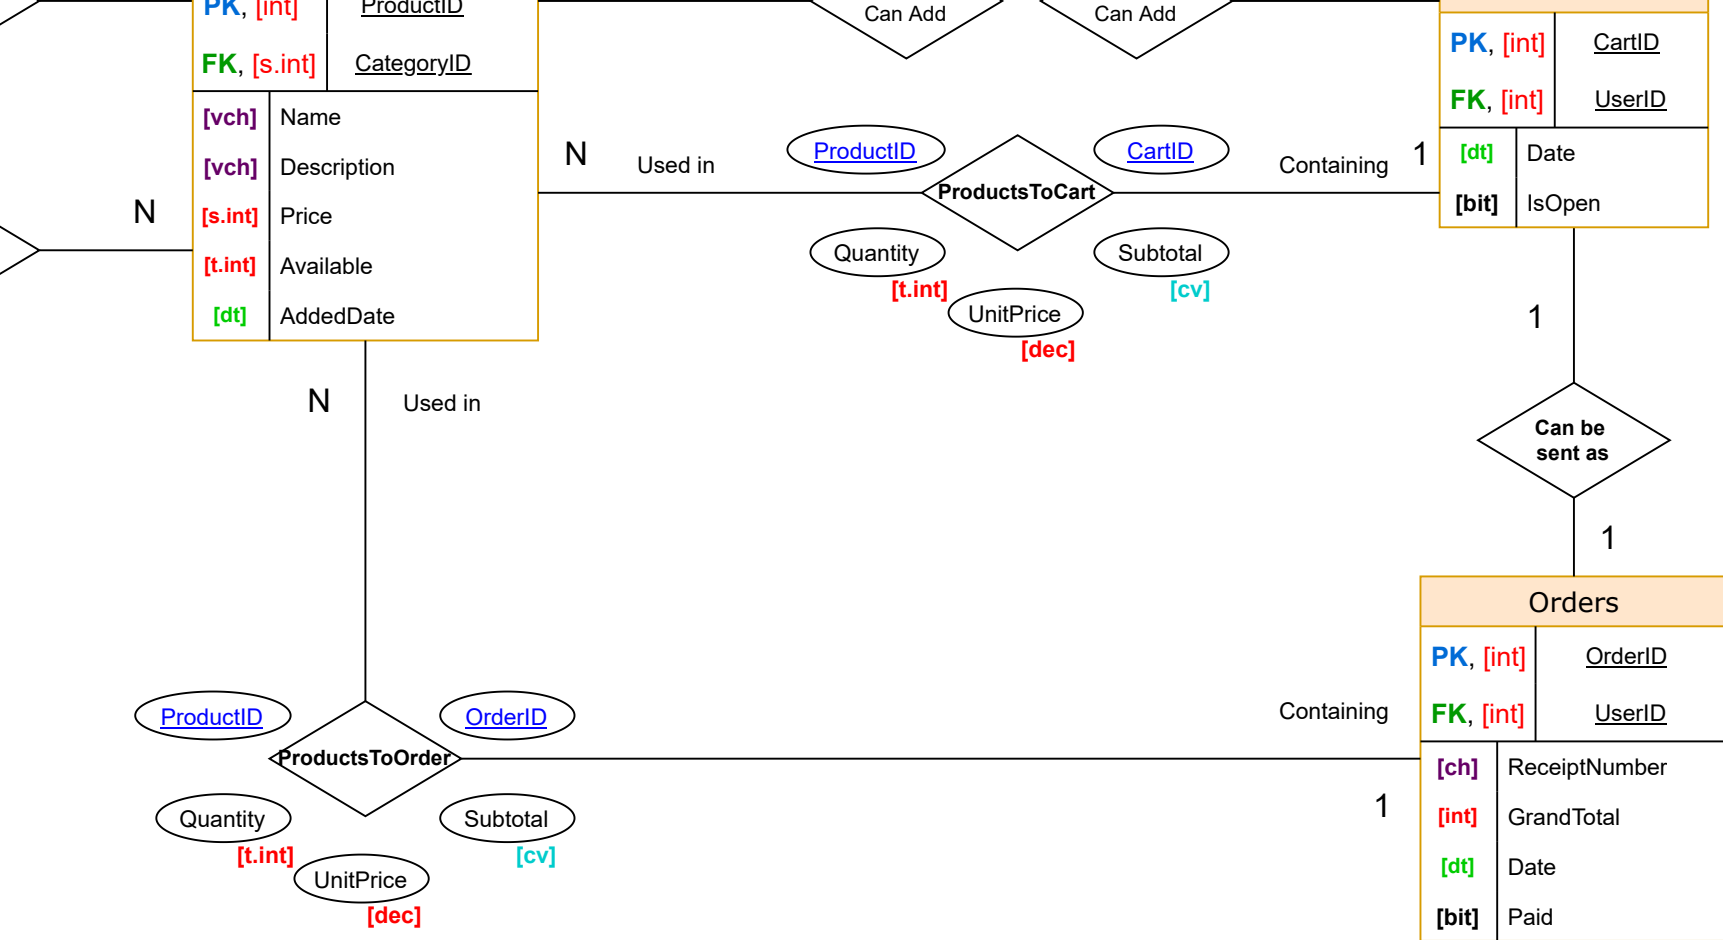 PK, [int] ProductID
FK, [s.int] CategoryID
[vch] Name
[vch] Description
[s.int] Price
[t.int] Available
[dt] AddedDate
N
N
Used in
Can Add
Can Add
ProductID
CartID
ProductsToCart
Quantity
[t.int]
UnitPrice
[dec]
Subtotal
[cv]
Containing
1
PK, [int] CartID
FK, [int] UserID
[dt] Date
[bit] IsOpen
1
Can be
sent as
1
N
Used in
ProductID
OrderID
ProductsToOrder
Quantity
[t.int]
UnitPrice
[dec]
Subtotal
[cv]
Containing
1
Orders
PK, [int] OrderID
FK, [int] UserID
[ch] ReceiptNumber
[int] GrandTotal
[dt] Date
[bit] Paid